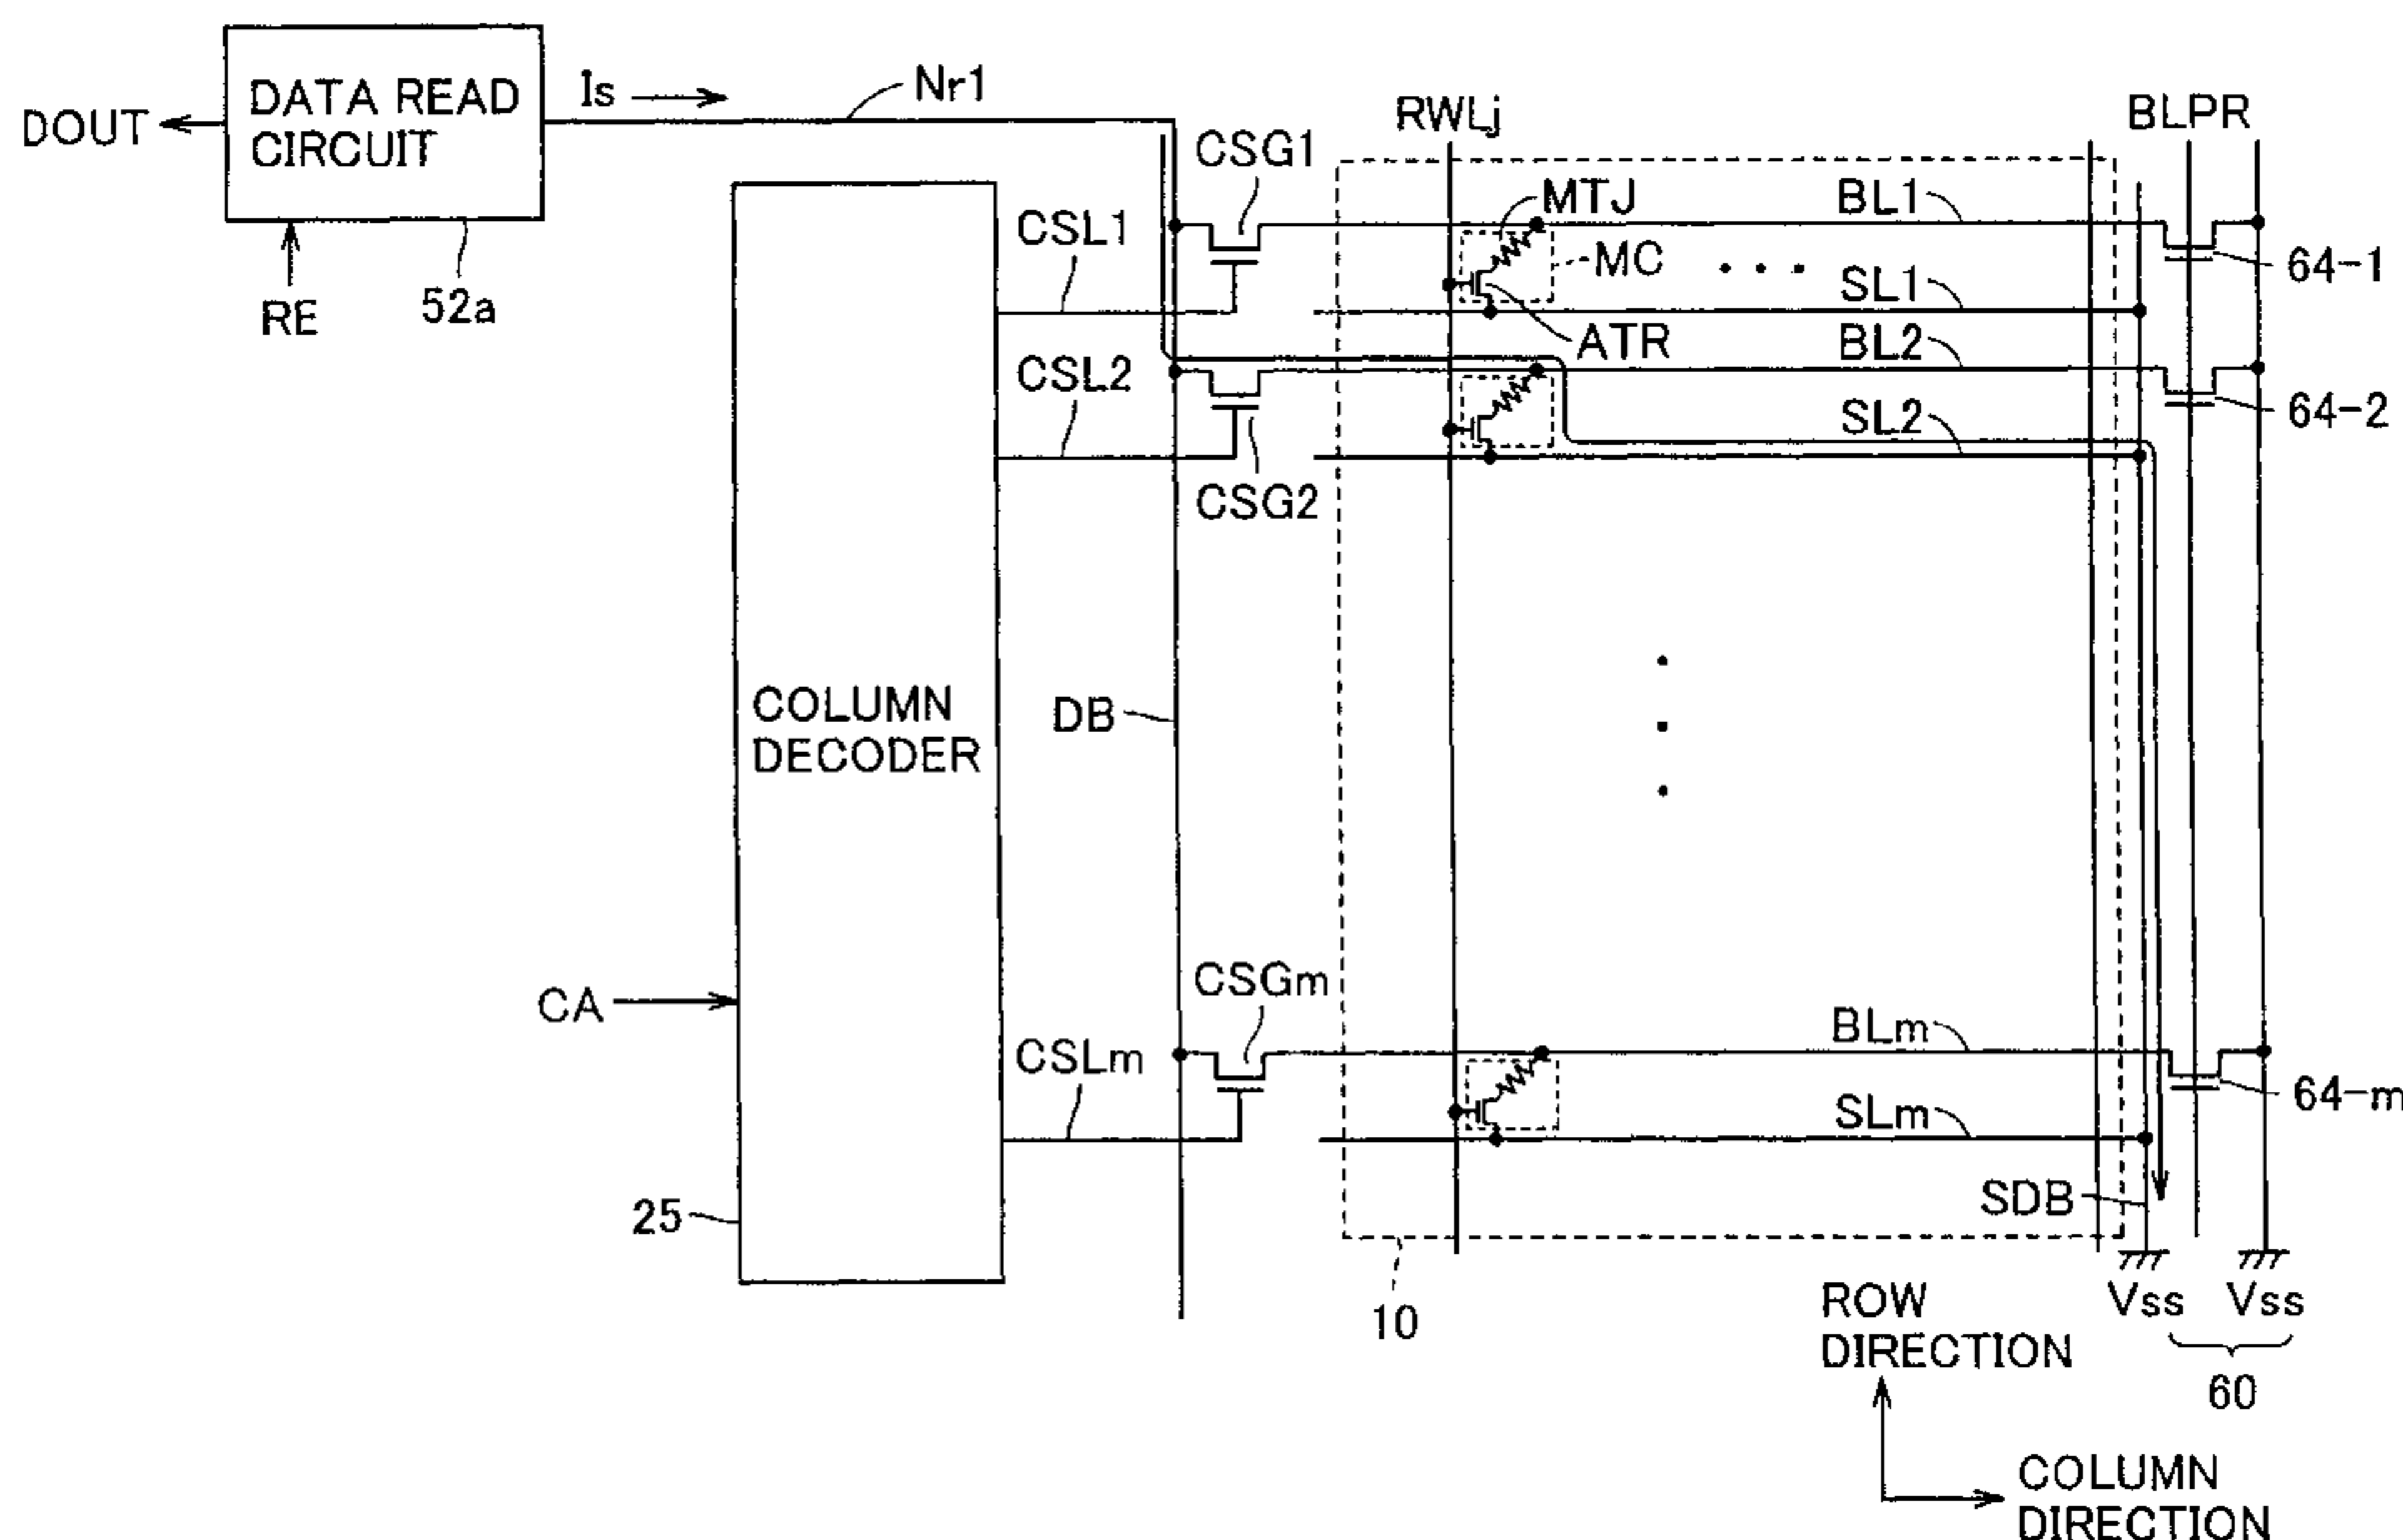 DATA READ
CIRCUIT
Is
Nr1
DOUT
RE
52a
RWLj
BLPR
CSG1
MTJ
BL1
CSL1
MC
64-1
SL1
ATR
BL2
CSL2
64-2
SL2
CSG2
COLUMN
DECODER
DB
CA
CSGm
BLm
CSLm
64-m
SLm
25
SDB
10
Vss
Vss
60
ROW
DIRECTION
COLUMN
DIRECTION